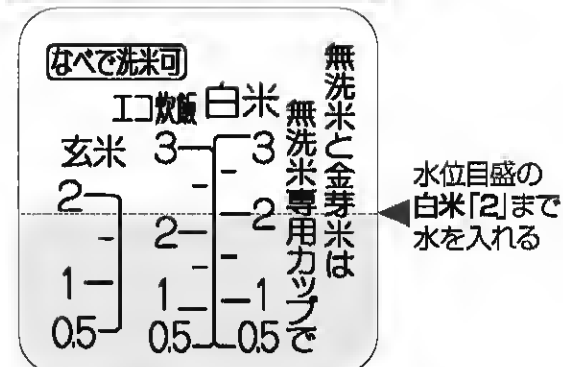 なべで洗米可
無洗米と金芽米は
無洗米専用カップで
エコ炊飯 白米
玄米 3 3
2 2 2
1 1 1
0.5 0.5 0.5
水位目盛の
白米「2」まで
水を入れる